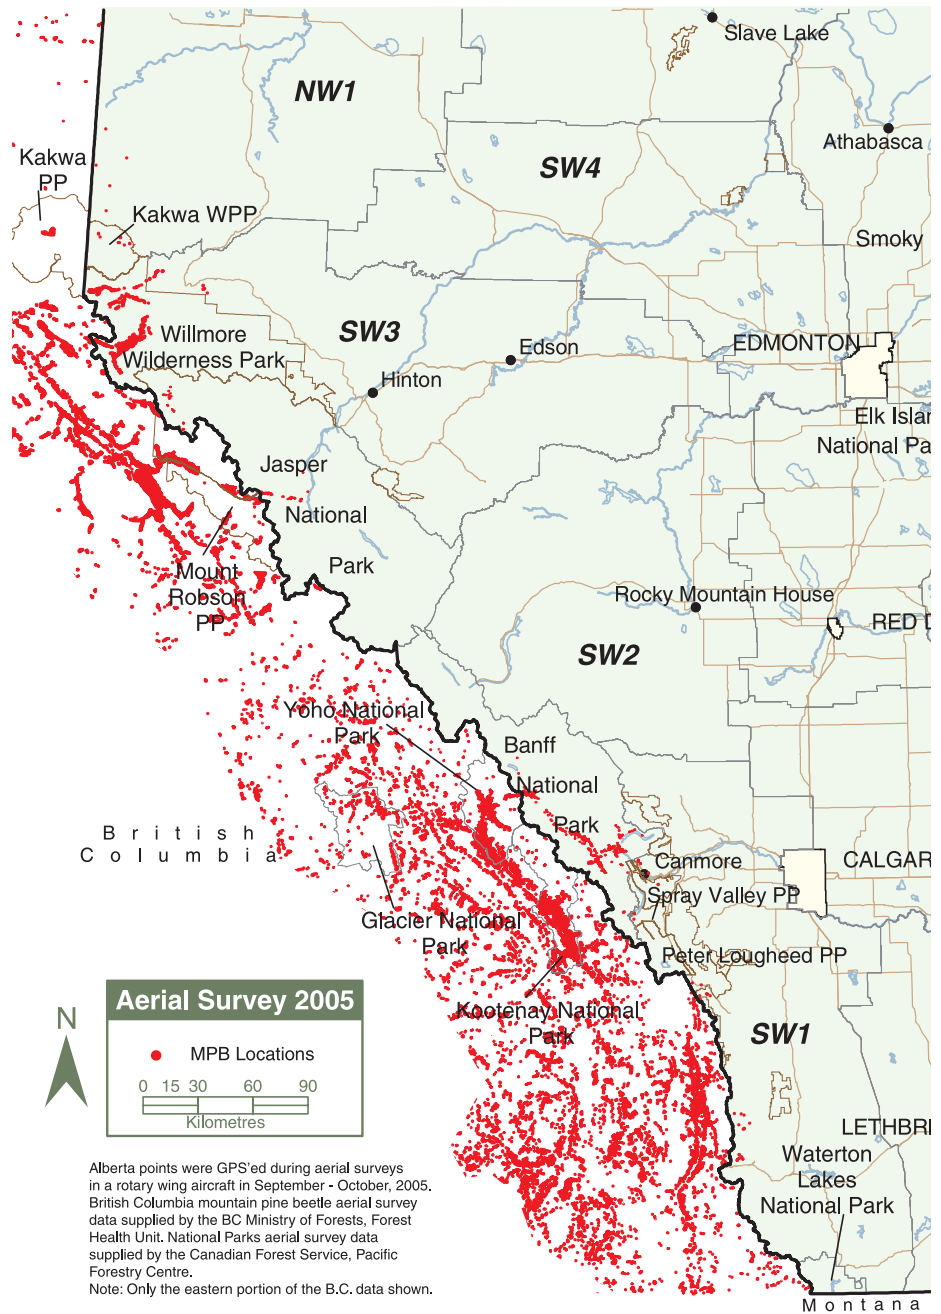 Slave Lake
NW1
Athabasca
Kakwa
PP
SW4
Kakwa WPP
Smoky
SW3
Willmore
Wilderness Park
Edson
EDMONTON
Hinton
Elk Islan
National Pa
Jasper
National
Park
Mount
Robson
PP
Rocky Mountain House
RED D
SW2
Yoho National
Park
Banff
National
Park
British
Columbia
Canmore
CALGAR
Spray Valley PP
Glacier National
Park
Peter Lougheed PP
Kootenay National
Park
SW1
Aerial Survey 2005
N
MPB Locations
0 15 30 60 90
Kilometres
LETHBRI
Waterton
Lakes
National Park
Alberta points were GPS'ed during aerial surveys
in a rotary wing aircraft in September - October, 2005.
British Columbia mountain pine beetle aerial survey
data supplied by the BC Ministry of Forests, Forest
Health Unit. National Parks aerial survey data
supplied by the Canadian Forest Service, Pacific
Forestry Centre.
Note: Only the eastern portion of the B.C. data shown.
Montana